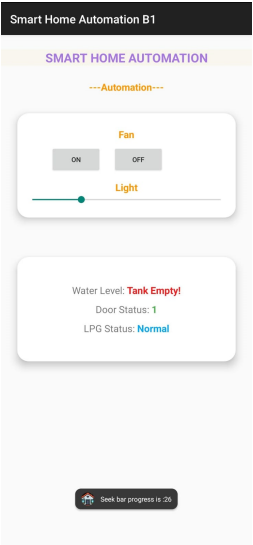 Smart Home Automation B1
SMART HOME AUTOMATION
---Automation---
Fan
ON OFF
Light
Water Level: Tank Empty!
Door Status: 1
LPG Status: Normal
Seek bar progress is :26